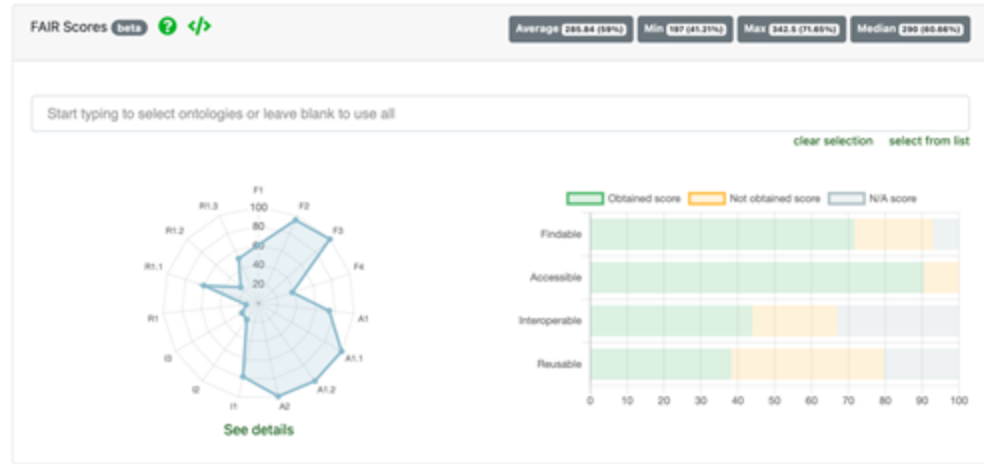 FAIR Scores beta ? </>
Average 285.84 (59%) Min 197 (41.21%) Max 342.5 (71.65%) Median 290 (60.66%)
Start typing to select ontologies or leave blank to use all
clear selection select from list
F1
F2
F3
F4
A1
A1.1
A1.2
A2
I1
I2
I3
R1
R1.1
R1.2
R1.3
100
80
60
40
20
See details
Obtained score Not obtained score N/A score
Findable
Accessible
Interoperable
Reusable
0 10 20 30 40 50 60 70 80 90 100